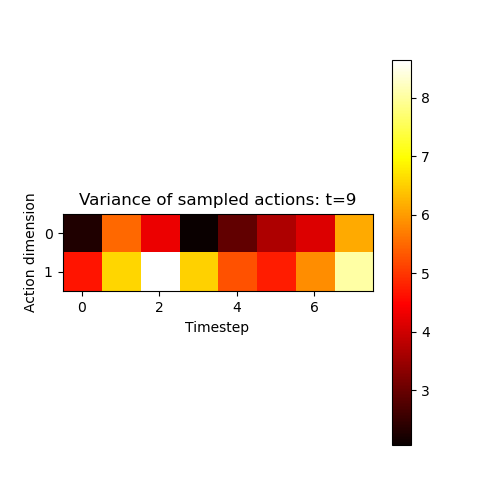 Variance of sampled actions: t=9
Action dimension
0
1
0 2 4 6
Timestep
8
7
6
5
4
3